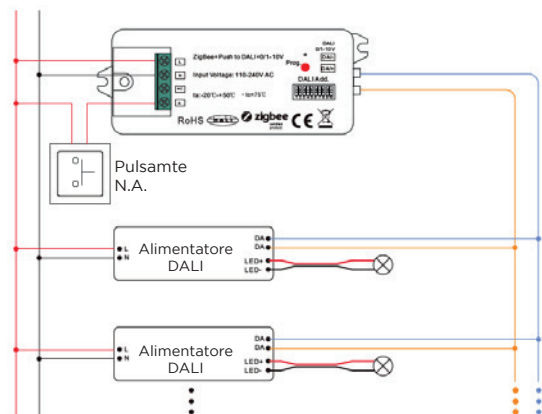 ZigBee+Push to DALI+0/1-10V
L
Input Voltage: 110-240V AC
N
ta:-20℃~+50℃ · tc=75℃
Prog.
DALI
0/1-10V
DALI Add.
RoHS
zigbee
CE
Pulsamte
N.A.
L
N
Alimentatore
DALI
DA
DA
LED+
LED-
L
N
Alimentatore
DALI
DA
DA
LED+
LED-